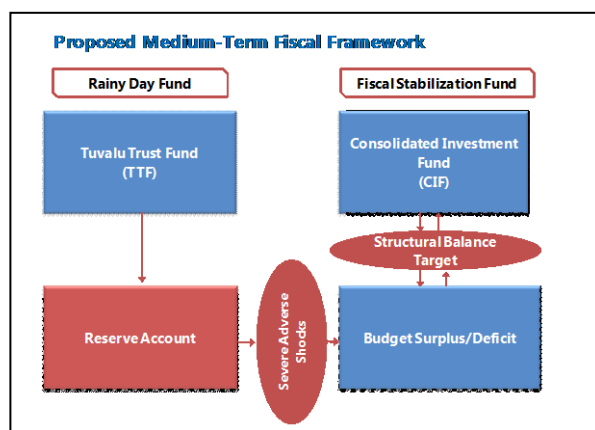 Proposed Medium-Term Fiscal Framework
Rainy Day Fund
Fiscal Stabilization Fund
Tuvalu Trust Fund
(TTF)
Consolidated Investment
Fund
(CIF)
Structural Balance
Target
Reserve Account
Severe Adverse
Shocks
Budget Surplus/Deficit